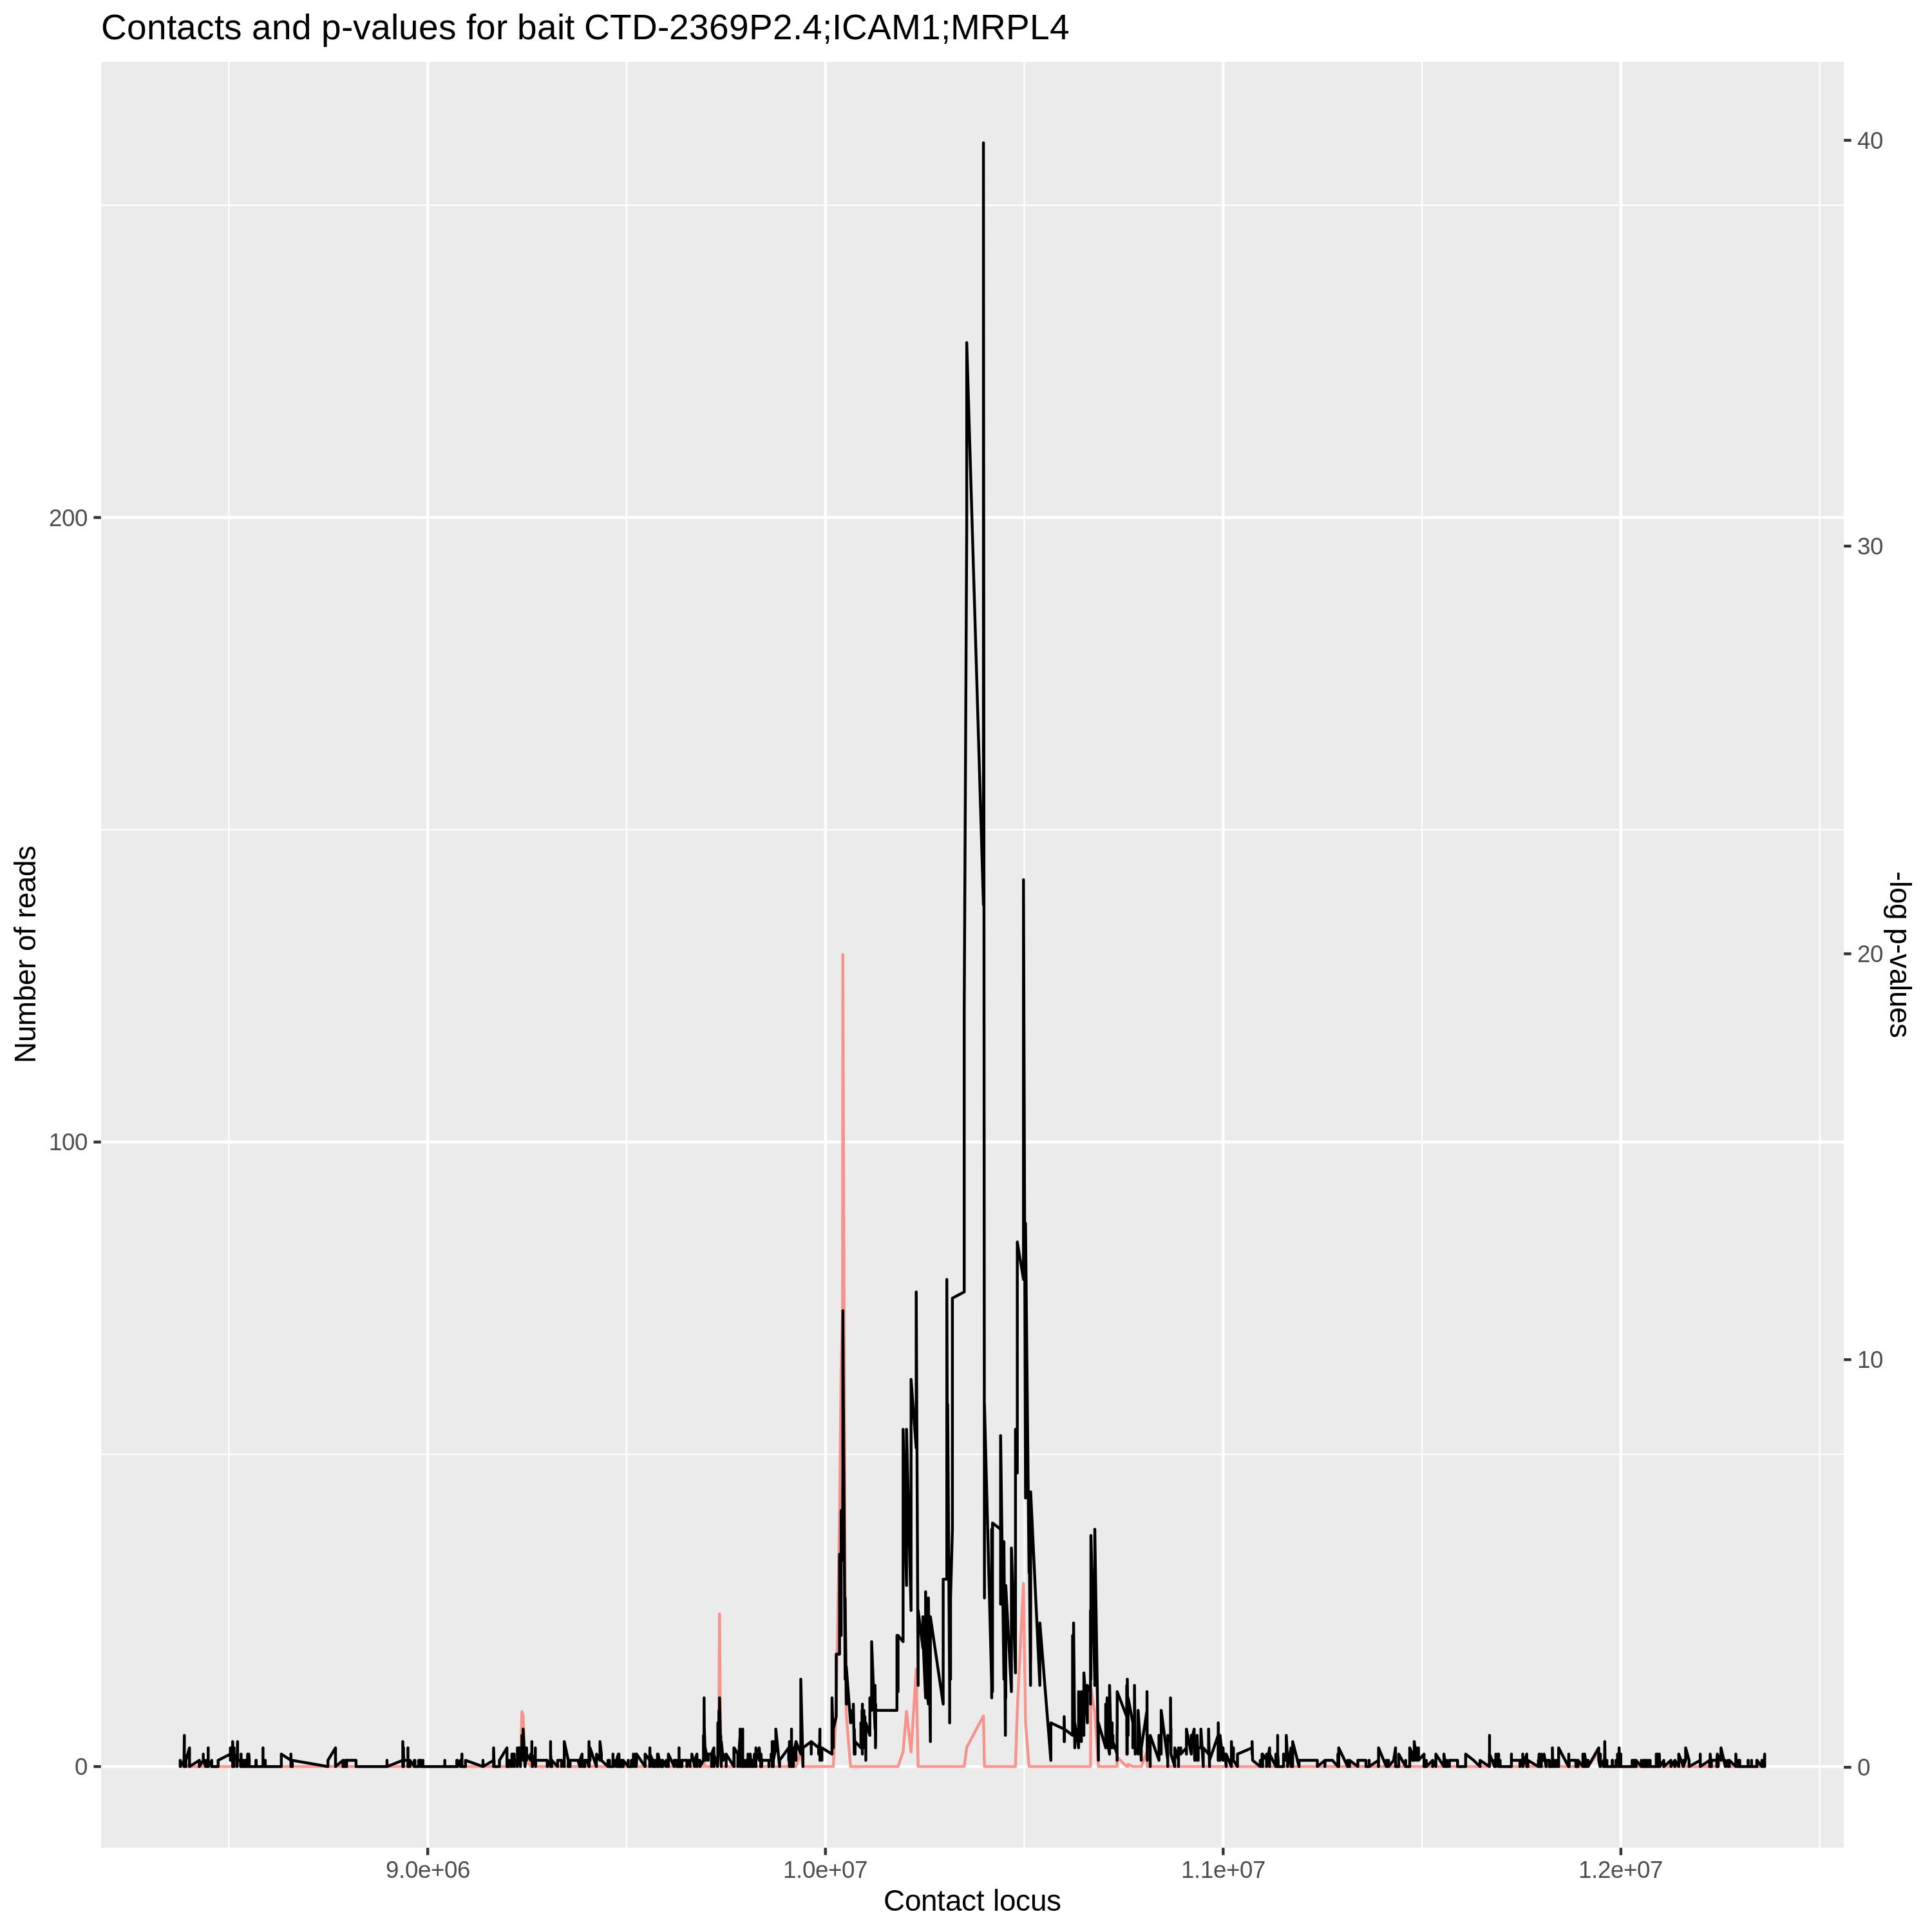 Contacts and p-values for bait CTD-2369P2.4;ICAM1;MRPL4
Number of reads
200
100
0
40
30
20
10
0
-log p-values
9.0e+06
1.0e+07
1.1e+07
1.2e+07
Contact locus